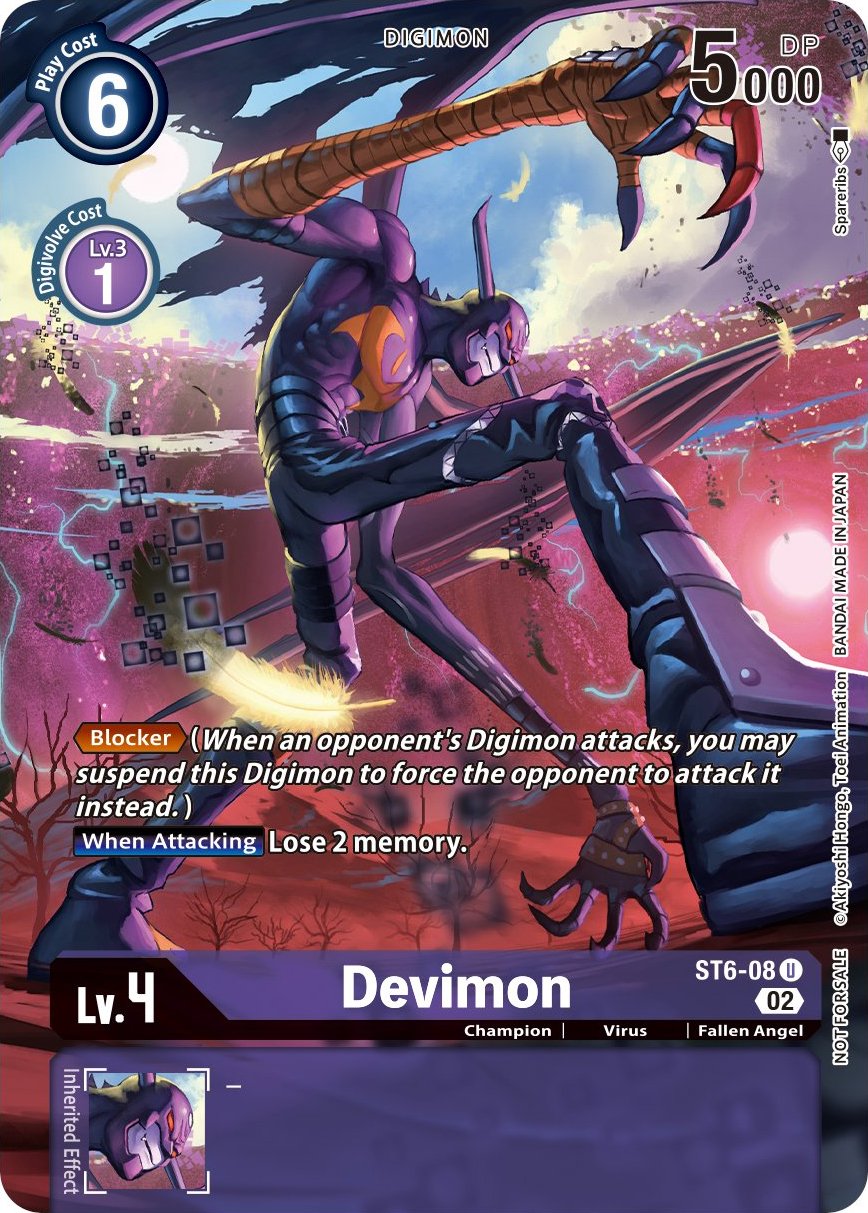 DIGIMON
Play Cost
6
DP
5000
Digivolve Cost
Lv.3
1
Spareribs
BANDAI MADE IN JAPAN
©Akiyoshi Hongo, Toei Animation
NOT FOR SALE
Blocker (When an opponent's Digimon attacks, you may
suspend this Digimon to force the opponent to attack it
instead.)
When Attacking Lose 2 memory.
Lv.4
Devimon
ST6-08 U
02
Champion | Virus | Fallen Angel
Inherited Effect
–